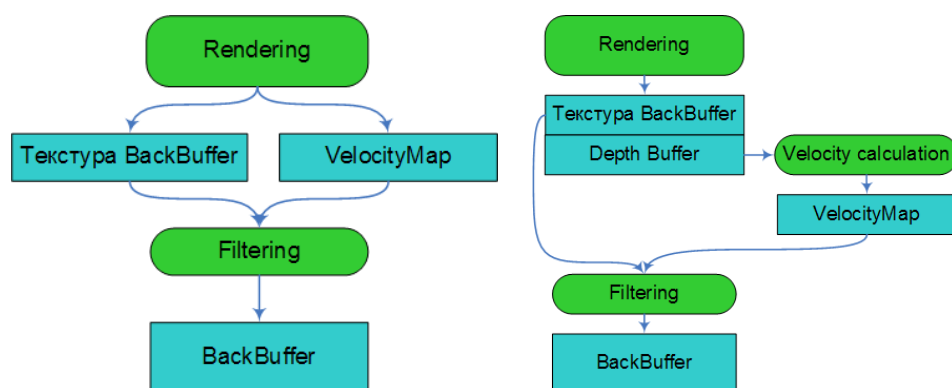 Rendering
Текстура BackBuffer
VelocityMap
Filtering
BackBuffer
Rendering
Текстура BackBuffer
Depth Buffer
Velocity calculation
VelocityMap
Filtering
BackBuffer